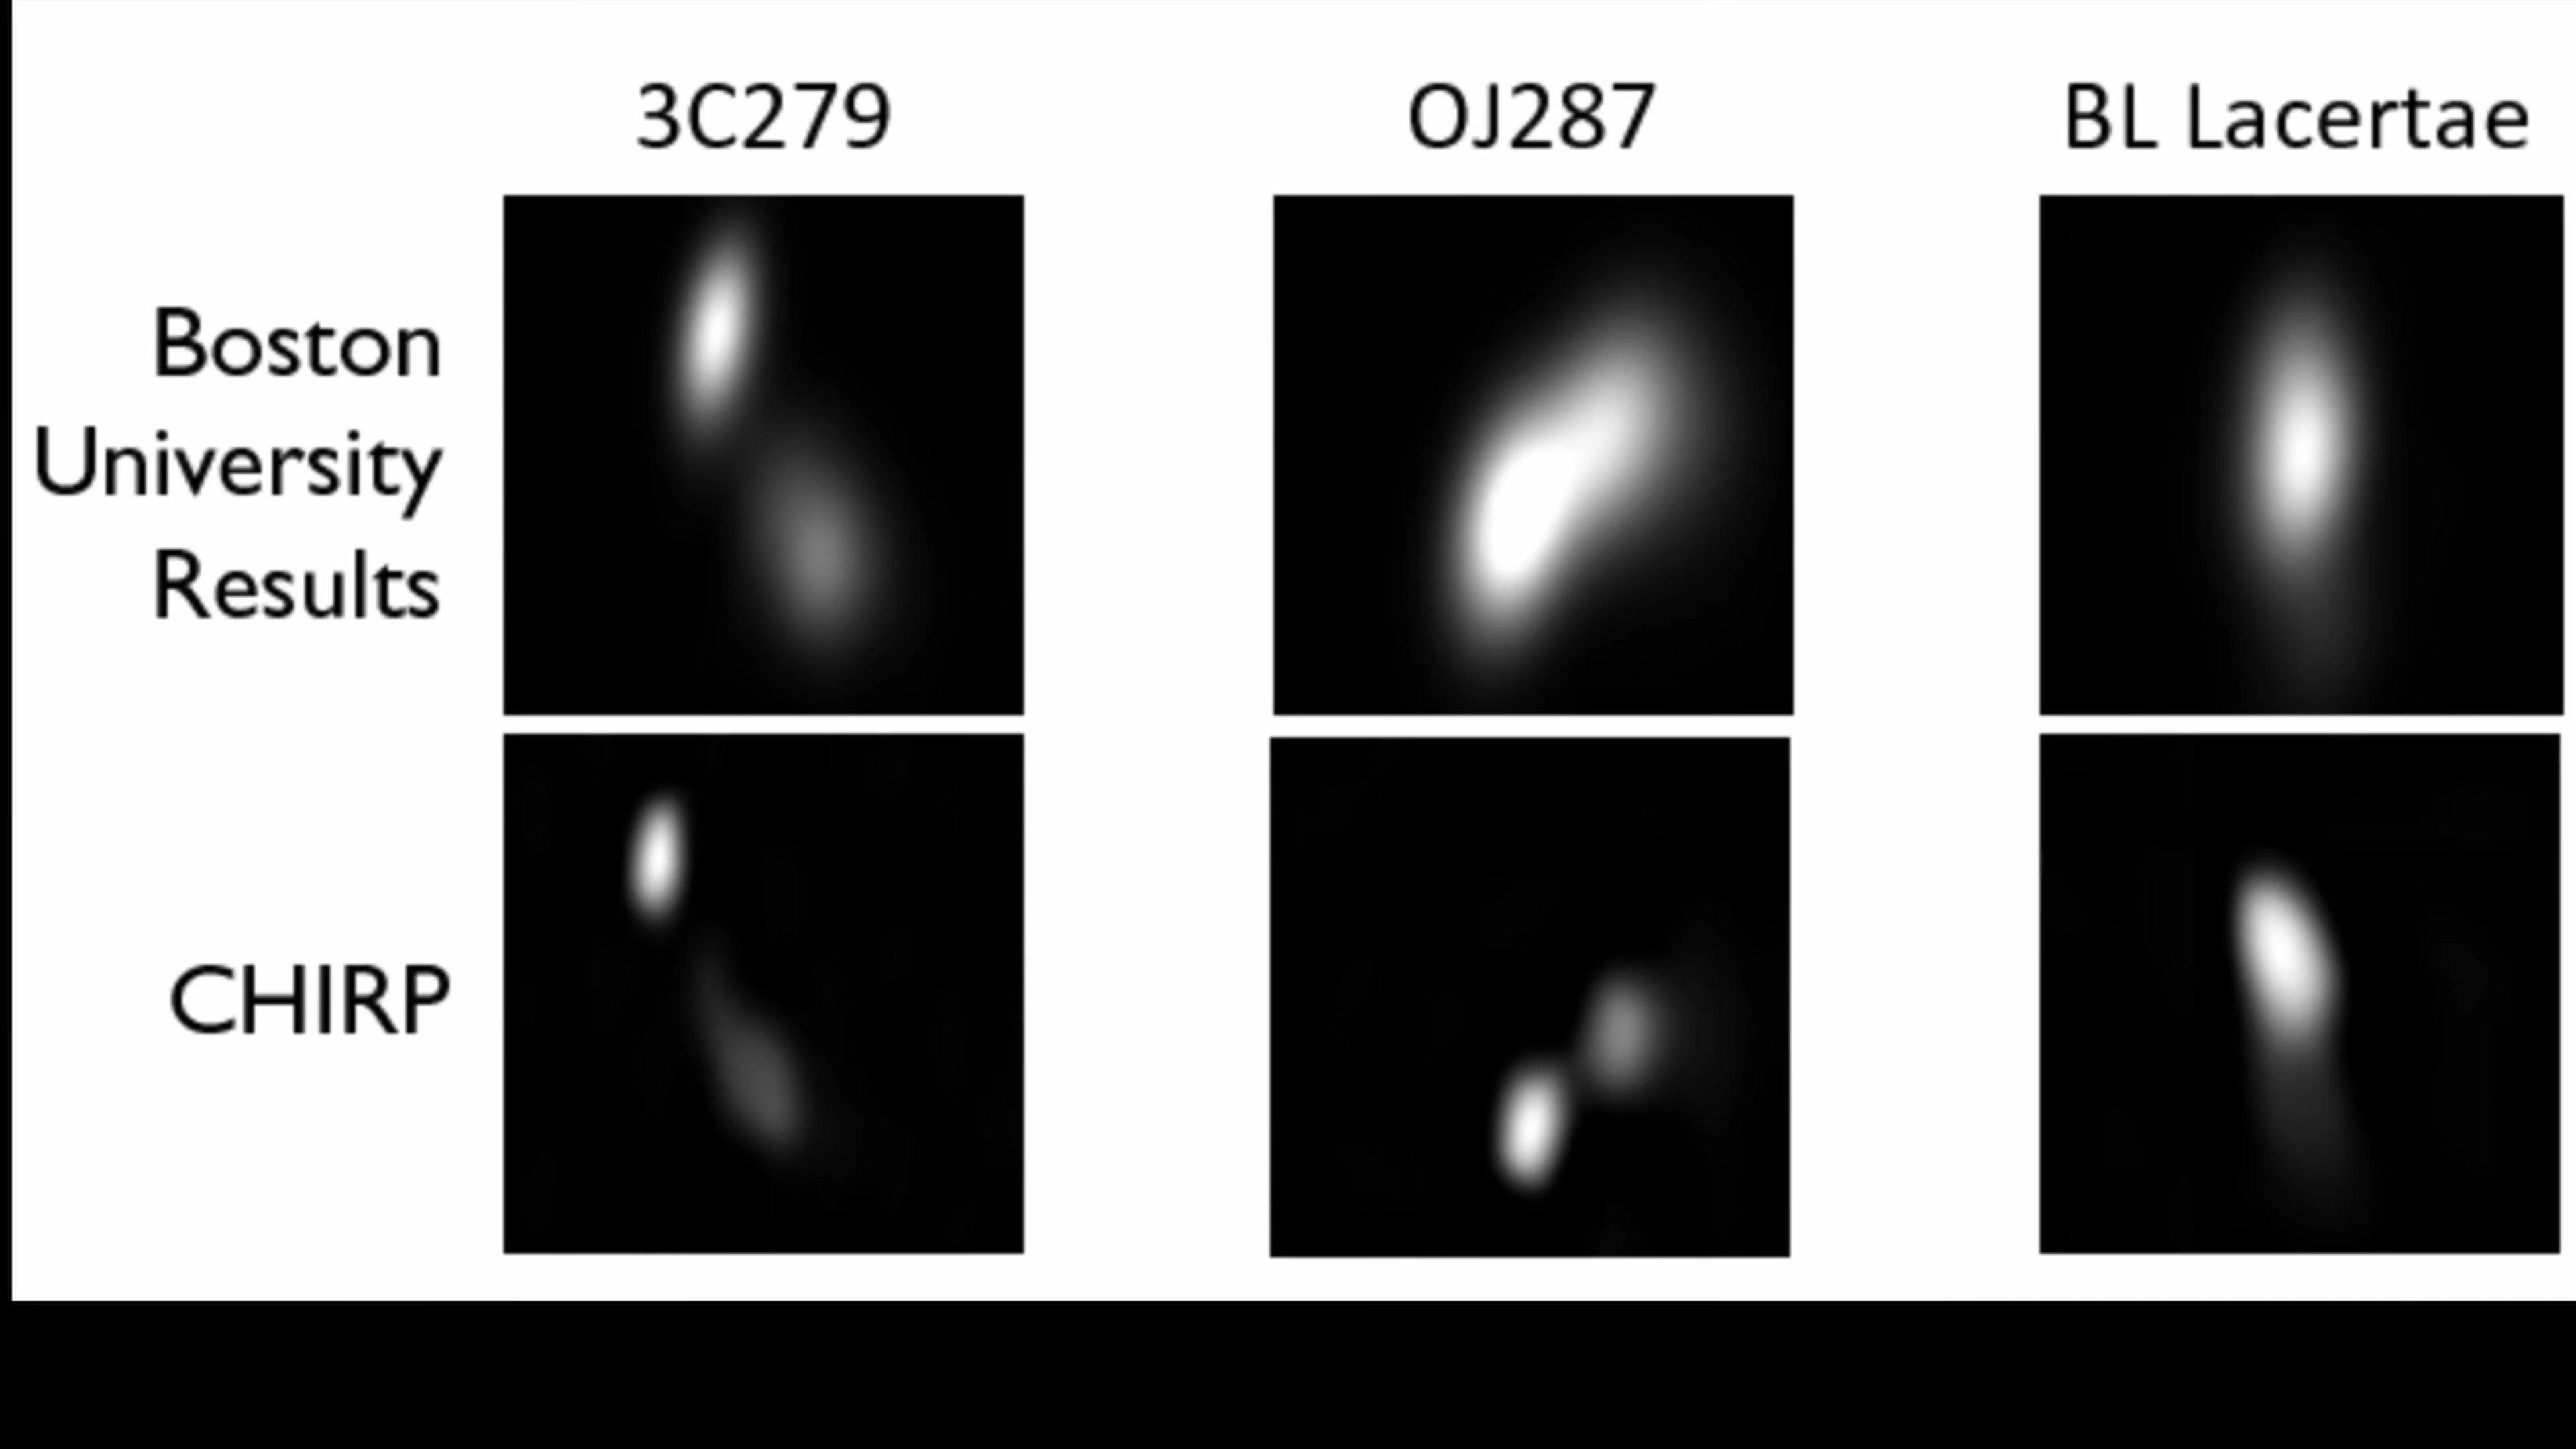 3C279
OJ287
BL Lacertae
Boston
University
Results
CHIRP